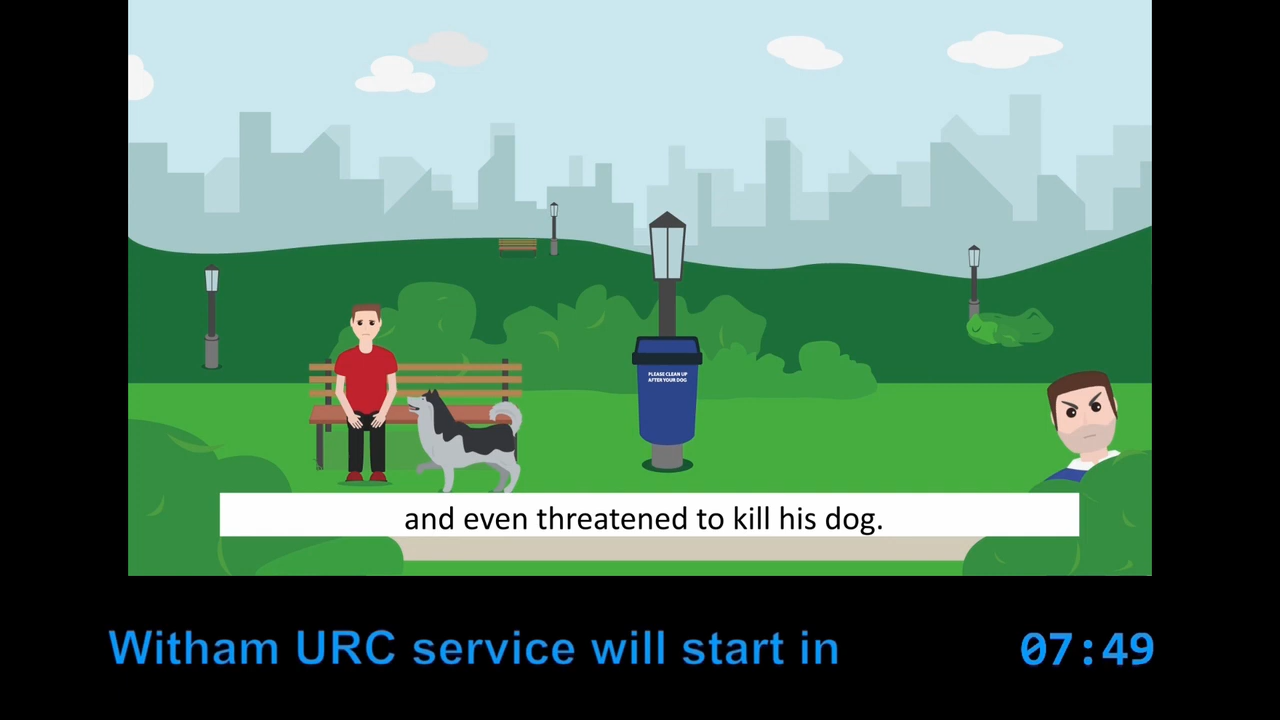 PLEASE CLEAN UP
AFTER YOUR DOG
and even threatened to kill his dog.
Witham URC service will start in 07:49